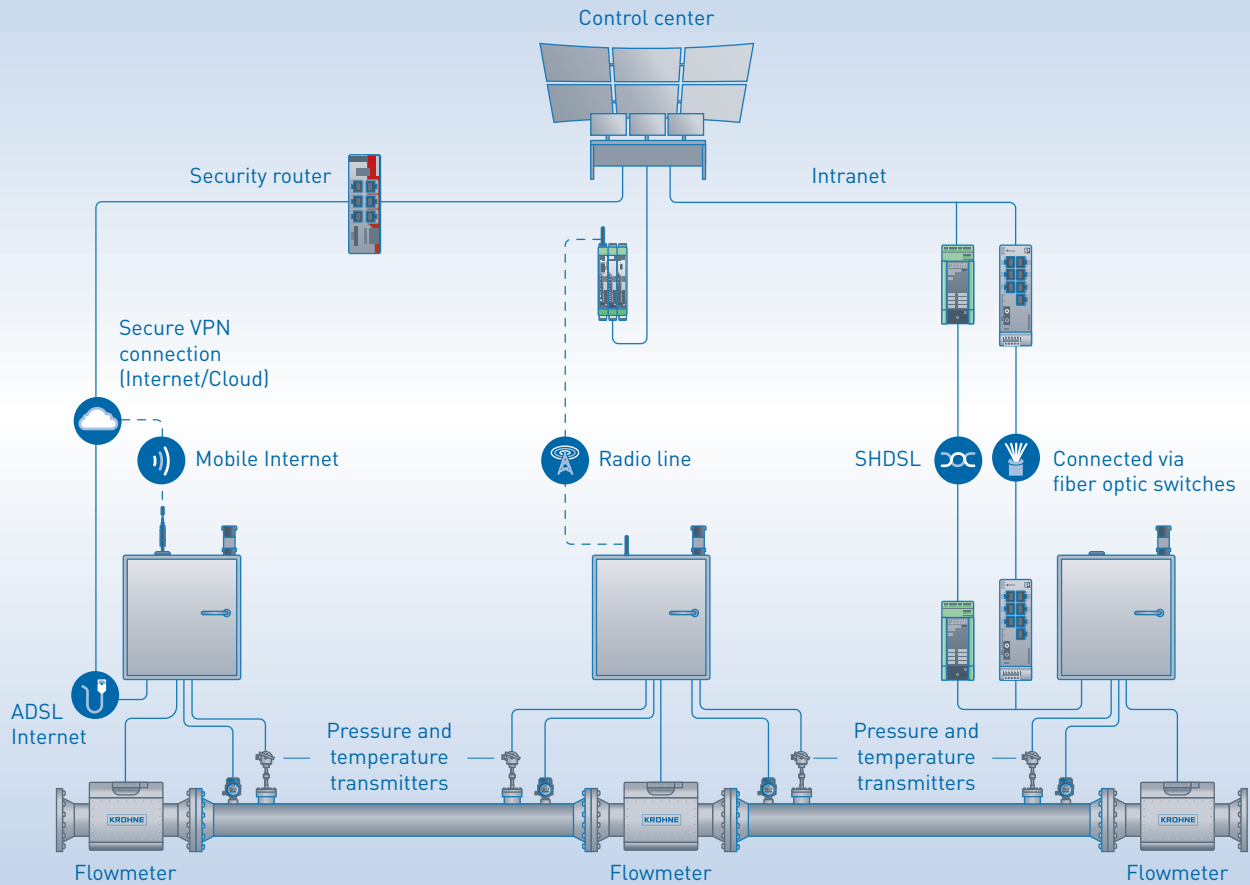 Control center
Security router
Intranet
Secure VPN
connection
(Internet/Cloud)
Mobile Internet
Radio line
SHDSL
Connected via
fiber optic switches
ADSL
Internet
Pressure and
temperature
transmitters
Pressure and
temperature
transmitters
KROHNE
KROHNE
KROHNE
Flowmeter
Flowmeter
Flowmeter